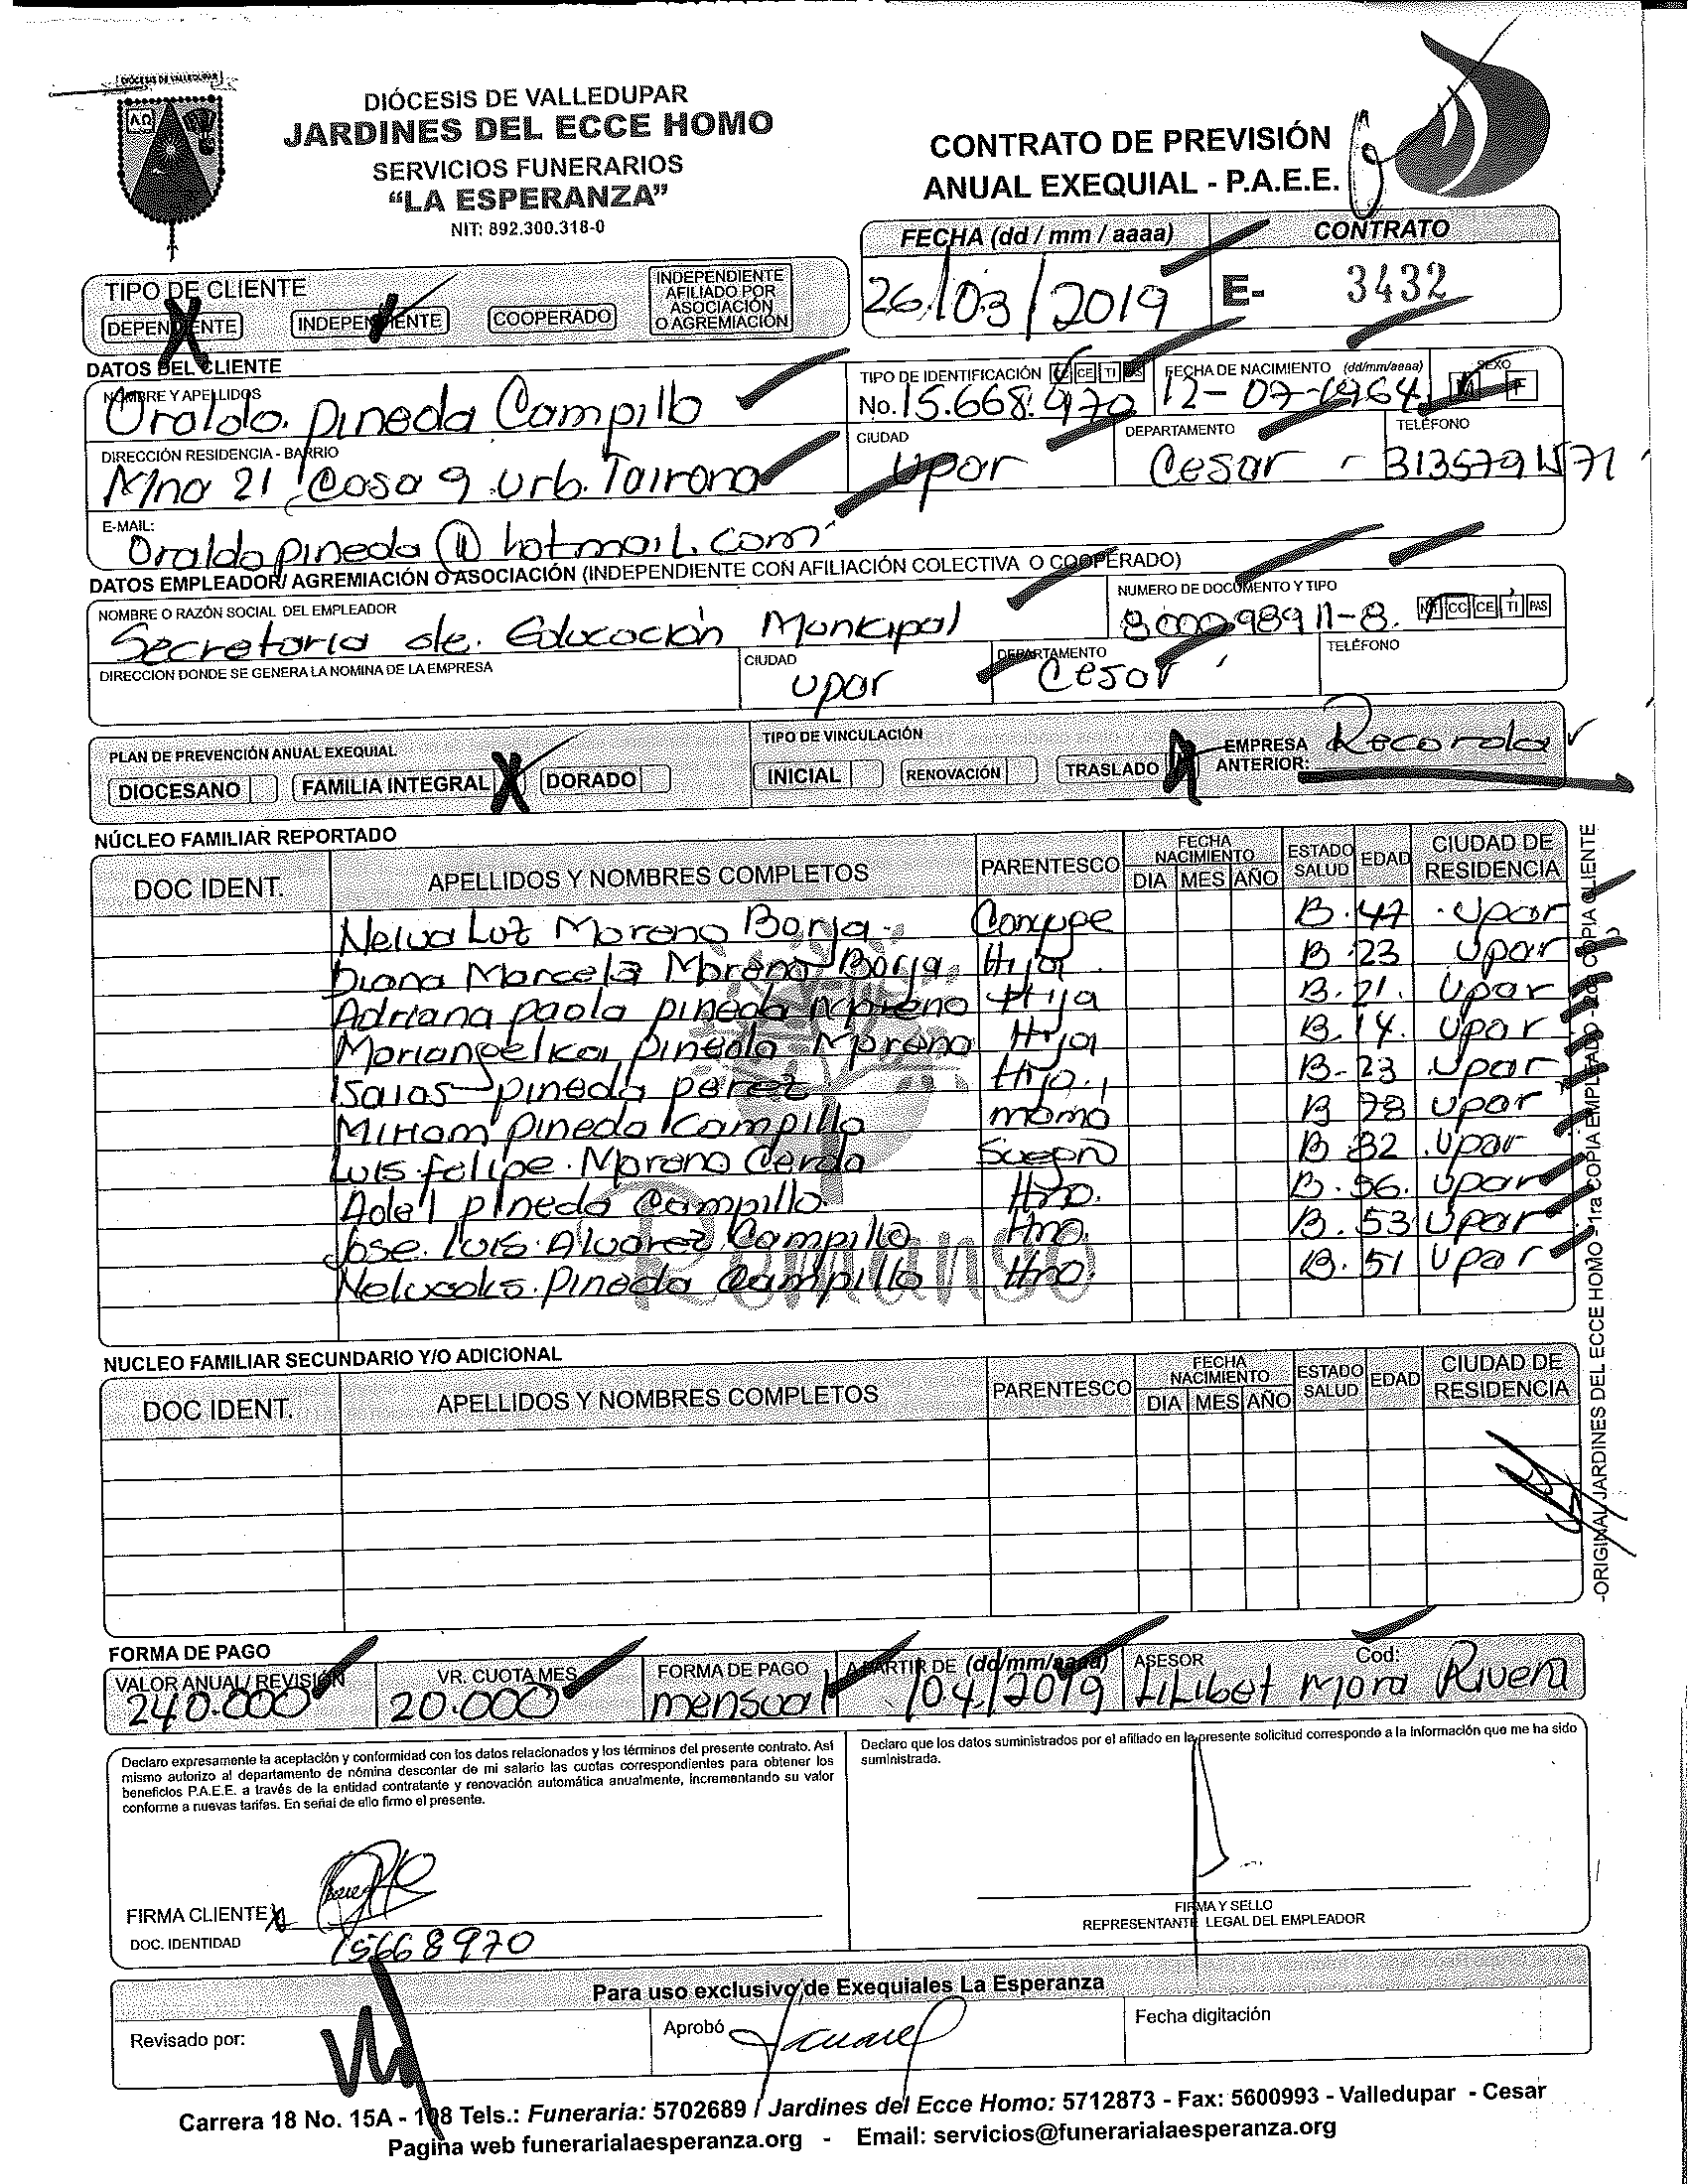 DIÓCESIS DE VALLEDUPAR
DIÓCESIS DE VALLEDUPAR
JARDINES DEL ECCE HOMO
SERVICIOS FUNERARIOS
"LA ESPERANZA"
NIT: 892.300.318-0
CONTRATO DE PREVISIÓN
ANUAL EXEQUIAL - P.A.E.E.
FECHA (dd / mm / aaaa) CONTRATO
26/03/2019 E- 3432
TIPO DE CLIENTE
DEPENDIENTE INDEPENDIENTE COOPERADO INDEPENDIENTE AFILIADO POR ASOCIACIÓN O AGREMIACIÓN
DATOS DEL CLIENTE
NOMBRE Y APELLIDOS TIPO DE IDENTIFICACIÓN CE TI FECHA DE NACIMIENTO (dd/mm/aaaa) SEXO M F
Oraldo. Pineda Campillo No. 15.668.970 12-07-1964
DIRECCIÓN RESIDENCIA - BARRIO CIUDAD DEPARTAMENTO TELÉFONO
Mna 21 Casa 9 Urb. Tairona Upar Cesar - 313579 71
E-MAIL:
Oraldopineda@hotmail.com
DATOS EMPLEADOR/ AGREMIACIÓN O ASOCIACIÓN (INDEPENDIENTE CON AFILIACIÓN COLECTIVA O COOPERADO)
NOMBRE O RAZÓN SOCIAL DEL EMPLEADOR NUMERO DE DOCUMENTO Y TIPO
Secretaria de. Educación Municipal 800098911-8. NIT CC CE TI PAS
DIRECCION DONDE SE GENERA LA NOMINA DE LA EMPRESA CIUDAD DEPARTAMENTO TELÉFONO
Upar Cesar
PLAN DE PREVENCIÓN ANUAL EXEQUIAL TIPO DE VINCULACIÓN
DIOCESANO FAMILIA INTEGRAL X DORADO INICIAL RENOVACIÓN TRASLADO EMPRESA ANTERIOR: Recordar
NÚCLEO FAMILIAR REPORTADO
DOC IDENT. APELLIDOS Y NOMBRES COMPLETOS PARENTESCO FECHA NACIMIENTO DIA MES AÑO ESTADO SALUD EDAD CIUDAD DE RESIDENCIA
Nelva Luz Moreno Borja. Conyuge B. 47 Upar
Diana Marcela Moreno Borja. Hija B 23 Upar
Adriana paola pineda Moreno Hija B. 21. Upar
Mariangelica pineda Moreno Hija B. 14. Upar
Isaias pineda perez Hijo. B- 23 Upar
Miriam Pineda Campillo mama B 78 Upar
Luis felipe. Moreno Cerda Suegro B 82 Upar
Adal pineda Campillo. Hno. B. 56. Upar
Jose. Luis. Alvarez Campillo Hno. B. 53 Upar
Pineda Campillo Hno. B. 51 Upar
Remanso
NUCLEO FAMILIAR SECUNDARIO Y/O ADICIONAL
DOC IDENT. APELLIDOS Y NOMBRES COMPLETOS PARENTESCO FECHA NACIMIENTO DIA MES AÑO ESTADO SALUD EDAD CIUDAD DE RESIDENCIA
-ORIGINAL JARDINES DEL ECCE HOMO - 1ra COPIA EMPLEADO - 2da COPIA CLIENTE
FORMA DE PAGO
VALOR ANUAL/ REVISIÓN VR. CUOTA MES FORMA DE PAGO A PARTIR DE (dd/mm/aaaa) ASESOR Cod:
240.000 20.000 mensual /04/2019 Lilibet Mora Rivera
Declaro expresamente la aceptación y conformidad con los datos relacionados y los términos del presente contrato. Así
mismo autorizo al departamento de nómina descontar de mi salario las cuotas correspondientes para obtener los
beneficios P.A.E.E. a través de la entidad contratante y renovación automática anualmente, incrementando su valor
conforme a nuevas tarifas. En señal de ello firmo el presente.
Declaro que los datos suministrados por el afiliado en la presente solicitud corresponde a la información que me ha sido
suministrada.
FIRMA CLIENTE
DOC. IDENTIDAD 15668970
FIRMA Y SELLO
REPRESENTANTE LEGAL DEL EMPLEADOR
Para uso exclusivo de Exequiales La Esperanza
Revisado por: Aprobó Fecha digitación
Carrera 18 No. 15A - 108 Tels.: Funeraria: 5702689 / Jardines del Ecce Homo: 5712873 - Fax: 5600993 - Valledupar - Cesar
Pagina web funerarialaesperanza.org - Email: servicios@funerarialaesperanza.org